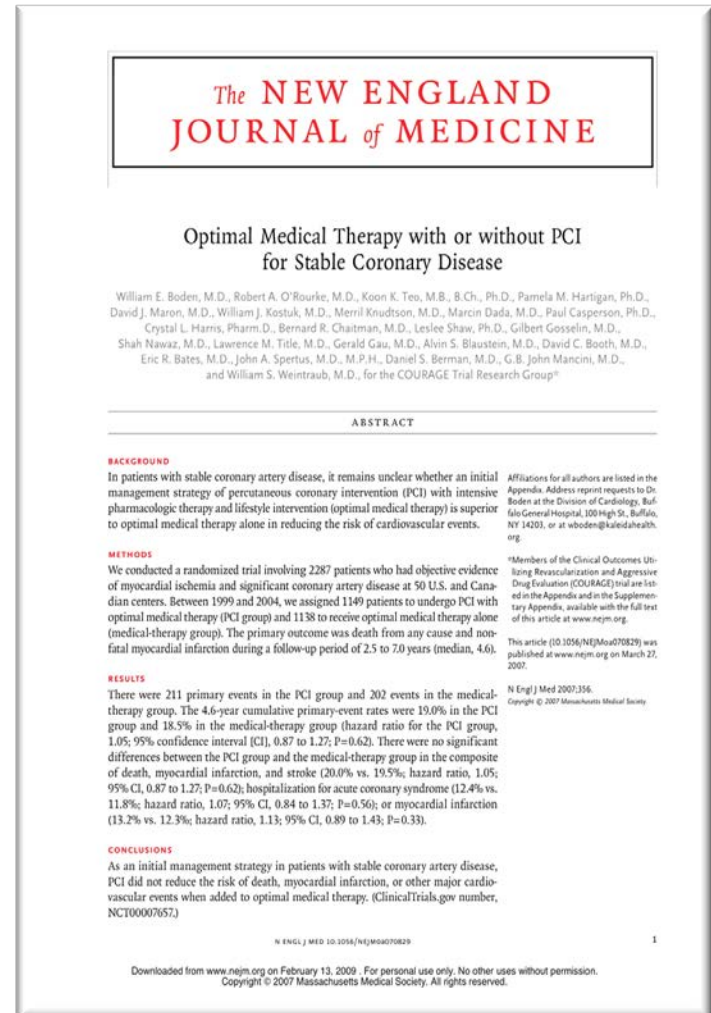 The NEW ENGLAND
JOURNAL of MEDICINE
Optimal Medical Therapy with or without PCI
for Stable Coronary Disease
William E. Boden, M.D., Robert A. O'Rourke, M.D., Koon K. Teo, M.B., B.Ch., Ph.D., Pamela M. Hartigan, Ph.D.,
David J. Maron, M.D., William J. Kostuk, M.D., Merril Knudtson, M.D., Marcin Dada, M.D., Paul Casperson, Ph.D.,
Crystal L. Harris, Pharm.D., Bernard R. Chaitman, M.D., Leslee Shaw, Ph.D., Gilbert Gosselin, M.D.,
Shah Nawaz, M.D., Lawrence M. Title, M.D., Gerald Gau, M.D., Alvin S. Blaustein, M.D., David C. Booth, M.D.,
Eric R. Bates, M.D., John A. Spertus, M.D., M.P.H., Daniel S. Berman, M.D., G.B. John Mancini, M.D.,
and William S. Weintraub, M.D., for the COURAGE Trial Research Group*
ABSTRACT
BACKGROUND
In patients with stable coronary artery disease, it remains unclear whether an initial
management strategy of percutaneous coronary intervention (PCI) with intensive
pharmacologic therapy and lifestyle intervention (optimal medical therapy) is superior
to optimal medical therapy alone in reducing the risk of cardiovascular events.
METHODS
We conducted a randomized trial involving 2287 patients who had objective evidence
of myocardial ischemia and significant coronary artery disease at 50 U.S. and Cana-
dian centers. Between 1999 and 2004, we assigned 1149 patients to undergo PCI with
optimal medical therapy (PCI group) and 1138 to receive optimal medical therapy alone
(medical-therapy group). The primary outcome was death from any cause and non-
fatal myocardial infarction during a follow-up period of 2.5 to 7.0 years (median, 4.6).
RESULTS
There were 211 primary events in the PCI group and 202 events in the medical-
therapy group. The 4.6-year cumulative primary-event rates were 19.0% in the PCI
group and 18.5% in the medical-therapy group (hazard ratio for the PCI group,
1.05; 95% confidence interval [CI], 0.87 to 1.27; P=0.62). There were no significant
differences between the PCI group and the medical-therapy group in the composite
of death, myocardial infarction, and stroke (20.0% vs. 19.5%; hazard ratio, 1.05;
95% CI, 0.87 to 1.27; P=0.62); hospitalization for acute coronary syndrome (12.4% vs.
11.8%; hazard ratio, 1.07; 95% CI, 0.84 to 1.37; P=0.56); or myocardial infarction
(13.2% vs. 12.3%; hazard ratio, 1.13; 95% CI, 0.89 to 1.43; P=0.33).
CONCLUSIONS
As an initial management strategy in patients with stable coronary artery disease,
PCI did not reduce the risk of death, myocardial infarction, or other major cardio-
vascular events when added to optimal medical therapy. (ClinicalTrials.gov number,
NCT00007657.)
Affiliations for all authors are listed in the
Appendix. Address reprint requests to Dr.
Boden at the Division of Cardiology, Buf-
falo General Hospital, 100 High St., Buffalo,
NY 14203, or at wboden@kaleidahealth.
org.
*Members of the Clinical Outcomes Uti-
lizing Revascularization and Aggressive
Drug Evaluation (COURAGE) trial are list-
ed in the Appendix and in the Supplemen-
tary Appendix, available with the full text
of this article at www.nejm.org.
This article (10.1056/NEJMoa070829) was
published at www.nejm.org on March 27,
2007.
N Engl J Med 2007;356.
Copyright © 2007 Massachusetts Medical Society.
N ENGL J MED 10.1056/NEJMOA070829 1
Downloaded from www.nejm.org on February 13, 2009 . For personal use only. No other uses without permission.
Copyright © 2007 Massachusetts Medical Society. All rights reserved.